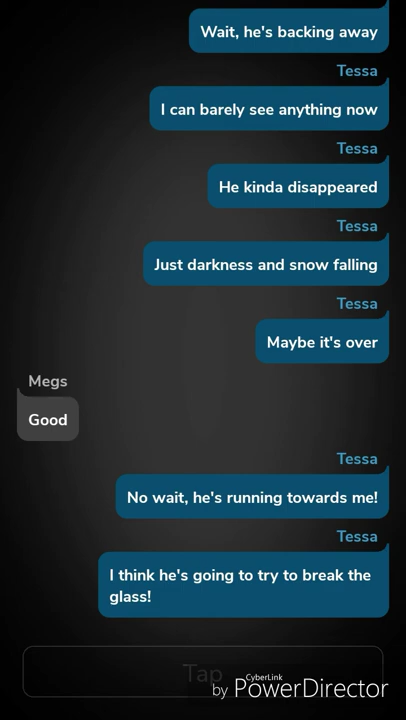 Wait, he's backing away
Tessa
I can barely see anything now
Tessa
He kinda disappeared
Tessa
Just darkness and snow falling
Tessa
Maybe it's over
Megs
Good
Tessa
No wait, he's running towards me!
Tessa
I think he's going to try to break the
glass!
Tap
by CyberLink PowerDirector